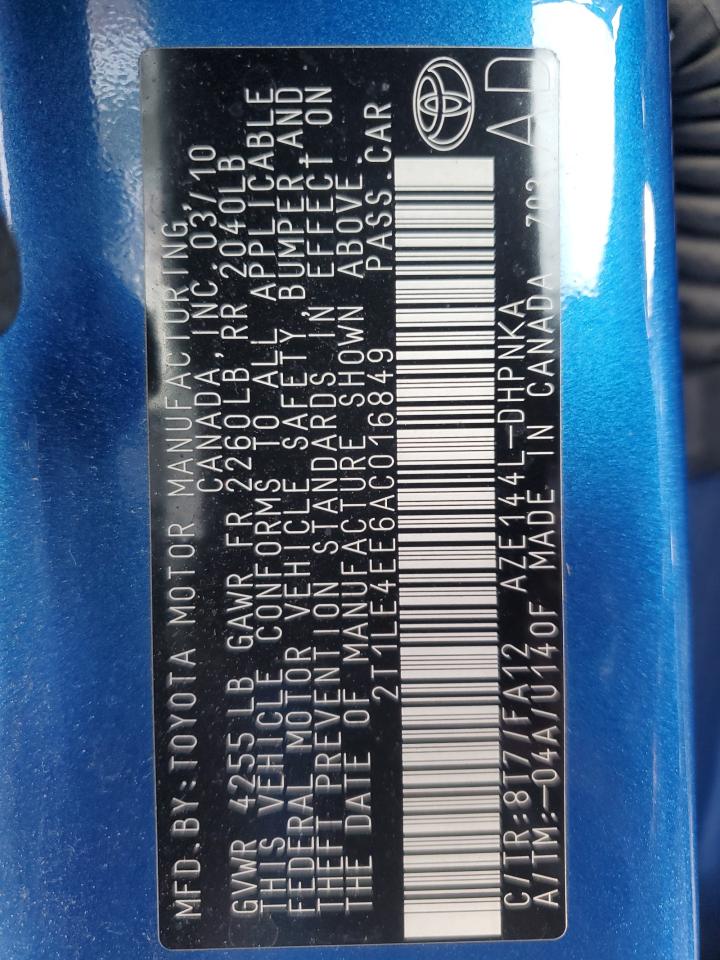 MFD.BY:TOYOTA MOTOR MANUFACTURING
CANADA, INC. 03/10
GVWR 4255 LB GAWR FR 2260LB, RR 2040LB
THIS VEHICLE CONFORMS TO ALL APPLICABLE
FEDERAL MOTOR VEHICLE SAFETY, BUMPER,AND
THEFT PREVENTION STANDARDS IN EFFECT ON
THE DATE OF MANUFACTURE SHOWN ABOVE.
2T1LE4EE6AC016849 PASS.CAR
C/TR:8T7/FA12 AZE144L-DHPNKA
A/TM:-04A/U140F MADE IN CANADA 702